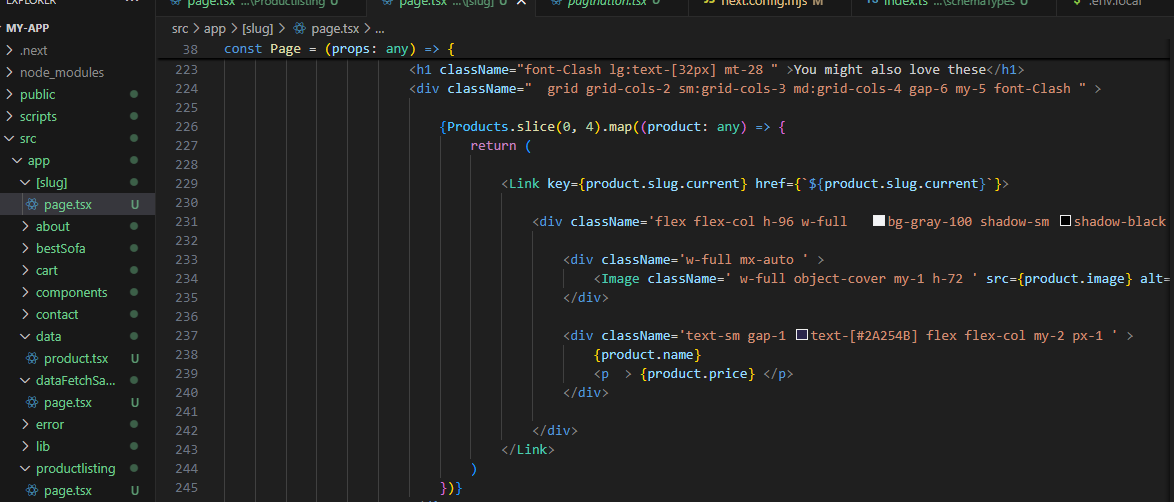 EXPLORER ...
page.tsx ...\Productlisting U
page.tsx ...\[slug] U
pagination.tsx U
next.config.mjs M
TS index.ts ...\schemaTypes U
$ .env.local
MY-APP
.next
node_modules
public
scripts
src
app
[slug]
page.tsx U
about
bestSofa
cart
components
contact
data
product.tsx U
dataFetchSa...
page.tsx U
error
lib
productlisting
page.tsx U
src > app > [slug] > page.tsx > ...
38 const Page = (props: any) => {
223 <h1 className="font-Clash lg:text-[32px] mt-28 " >You might also love these</h1>
224 <div className="  grid grid-cols-2 sm:grid-cols-3 md:grid-cols-4 gap-6 my-5 font-Clash " >
225
226 {Products.slice(0, 4).map((product: any) => {
227 return (
228
229 <Link key={product.slug.current} href={`${product.slug.current}`}>
230
231 <div className='flex flex-col h-96 w-full   bg-gray-100 shadow-sm shadow-black
232
233 <div className='w-full mx-auto ' >
234 <Image className=' w-full object-cover my-1 h-72 ' src={product.image} alt=
235 </div>
236
237 <div className='text-sm gap-1 text-[#2A254B] flex flex-col my-2 px-1 ' >
238 {product.name}
239 <p  > {product.price} </p>
240 </div>
241
242 </div>
243 </Link>
244 )
245 })}